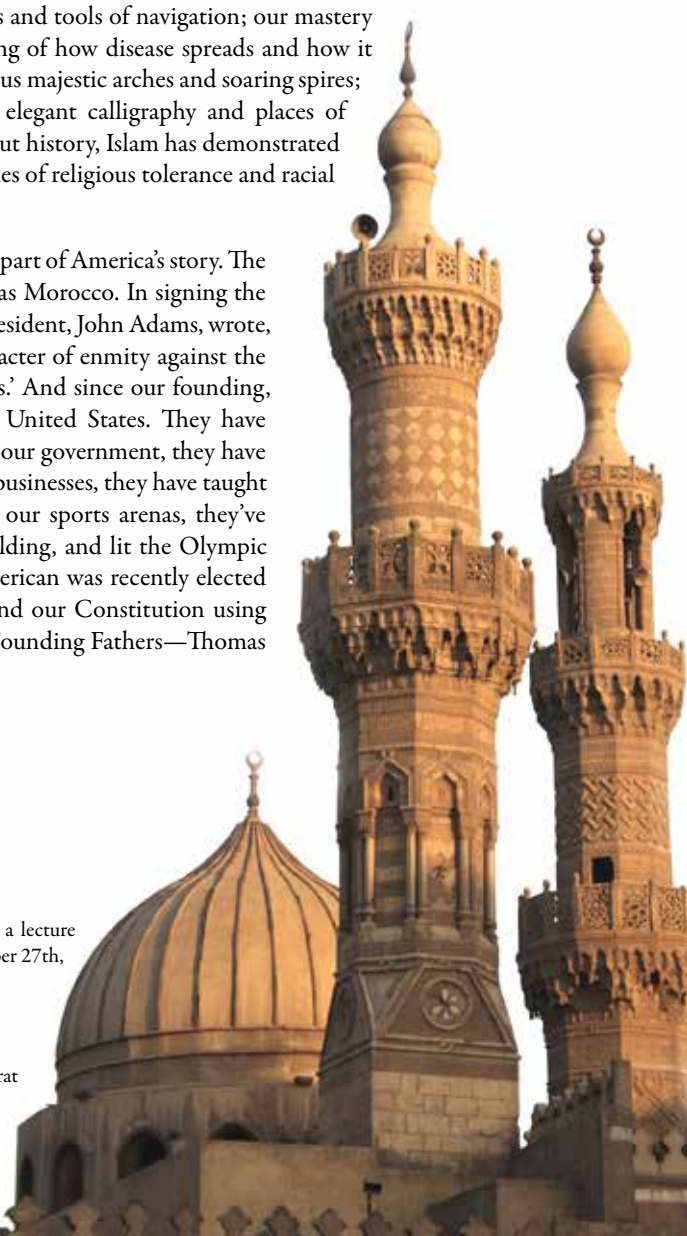 s and tools of navigation; our mastery
ng of how disease spreads and how it
us majestic arches and soaring spires;
elegant calligraphy and places of
ut history, Islam has demonstrated
es of religious tolerance and racial
part of America’s story. The
as Morocco. In signing the
esident, John Adams, wrote,
acter of enmity against the
s.’ And since our founding,
United States. They have
our government, they have
businesses, they have taught
our sports arenas, they’ve
lding, and lit the Olympic
erican was recently elected
nd our Constitution using
ounding Fathers—Thomas
a lecture
er 27th,
rat